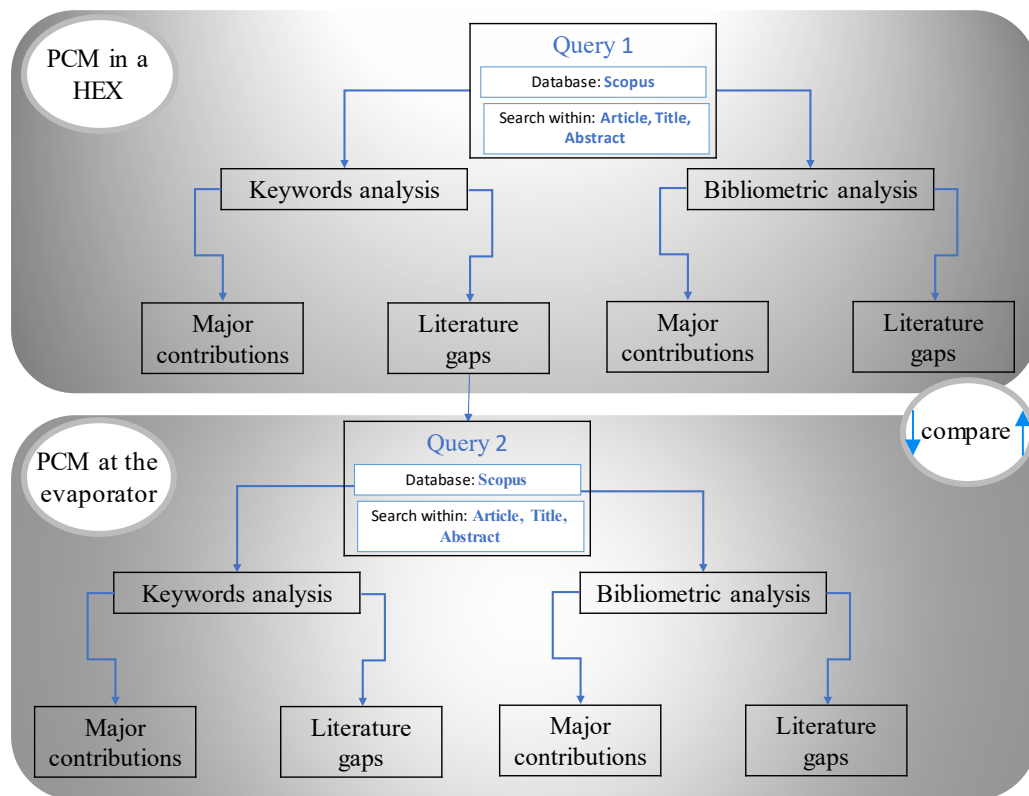 PCM in a
HEX
Query 1
Database: Scopus
Search within: Article, Title,
Abstract
Keywords analysis
Bibliometric analysis
Major
contributions
Literature
gaps
Major
contributions
Literature
gaps
compare
PCM at the
evaporator
Query 2
Database: Scopus
Search within: Article, Title,
Abstract
Keywords analysis
Bibliometric analysis
Major
contributions
Literature
gaps
Major
contributions
Literature
gaps